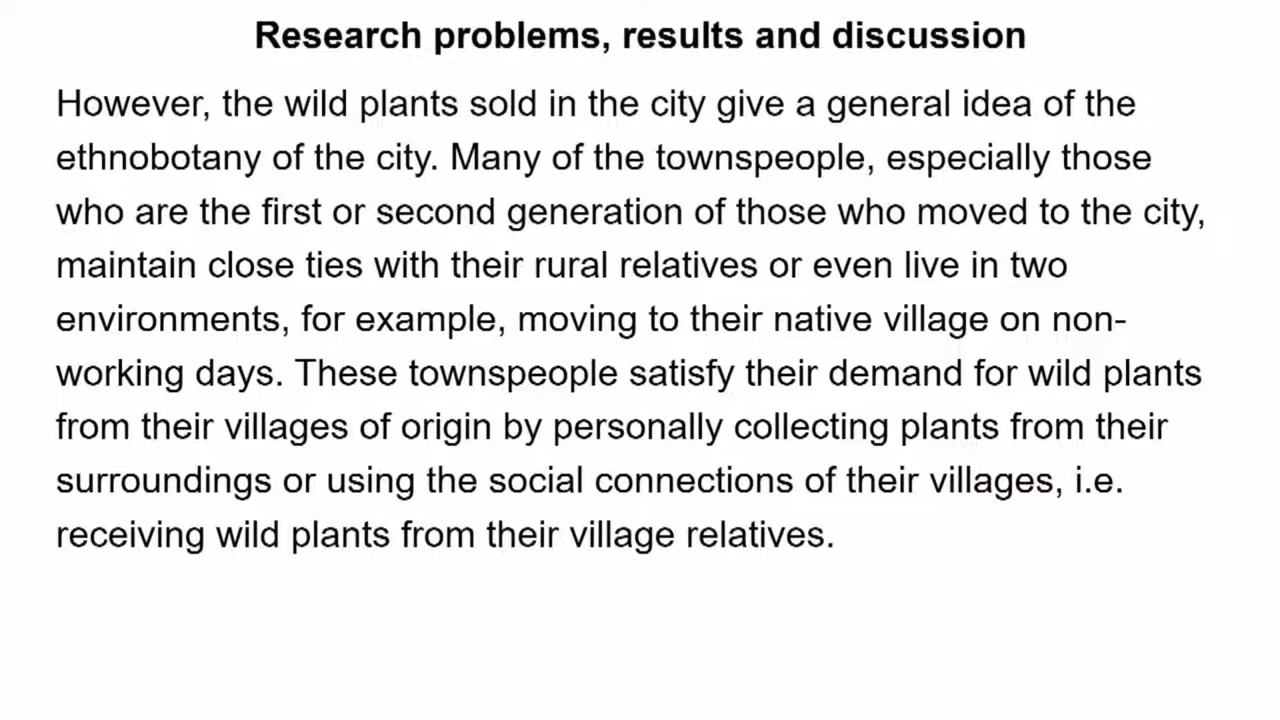 Research problems, results and discussion
However, the wild plants sold in the city give a general idea of the
ethnobotany of the city. Many of the townspeople, especially those
who are the first or second generation of those who moved to the city,
maintain close ties with their rural relatives or even live in two
environments, for example, moving to their native village on non-
working days. These townspeople satisfy their demand for wild plants
from their villages of origin by personally collecting plants from their
surroundings or using the social connections of their villages, i.e.
receiving wild plants from their village relatives.